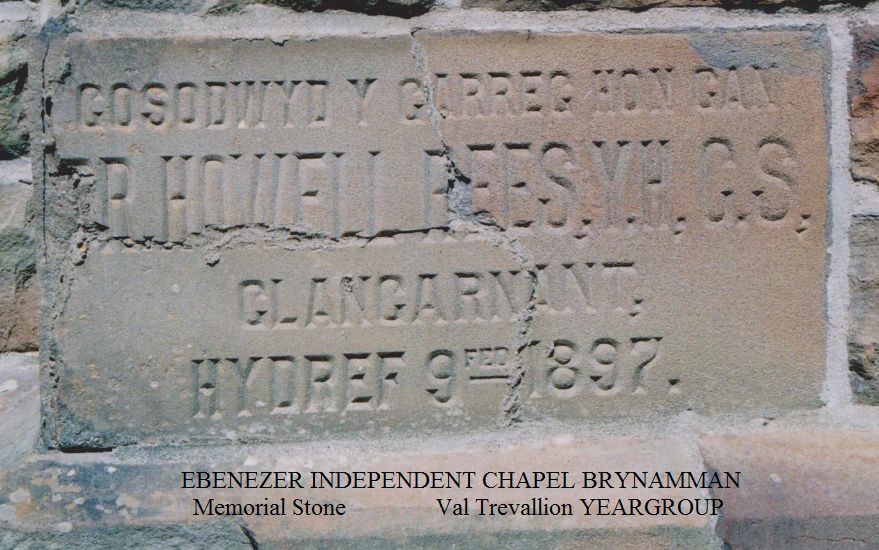 GOSODWYD Y GARREG HON GAN
DR. HOWELL REES, Y.H., C.S,
GLANGARNANT,
HYDREF 9FED 1897.
EBENEZER INDEPENDENT CHAPEL BRYNAMMAN
Memorial Stone Val Trevallion YEARGROUP